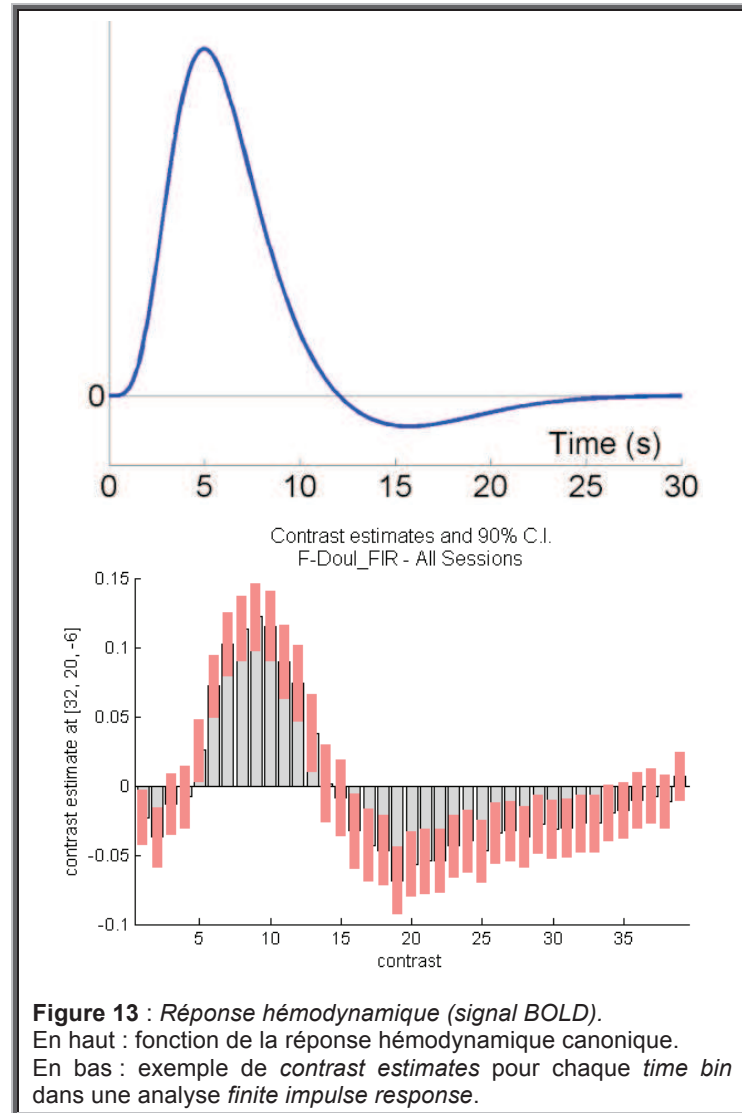 0
Time (s)
0 5 10 15 20 25 30
Contrast estimates and 90% C.I.
F-Doul_FIR - All Sessions
0.15
0.1
0.05
0
-0.05
-0.1
contrast estimate at [32, 20, -6]
5 10 15 20 25 30 35
contrast
Figure 13 : Réponse hémodynamique (signal BOLD).
En haut : fonction de la réponse hémodynamique canonique.
En bas : exemple de contrast estimates pour chaque time bin
dans une analyse finite impulse response.